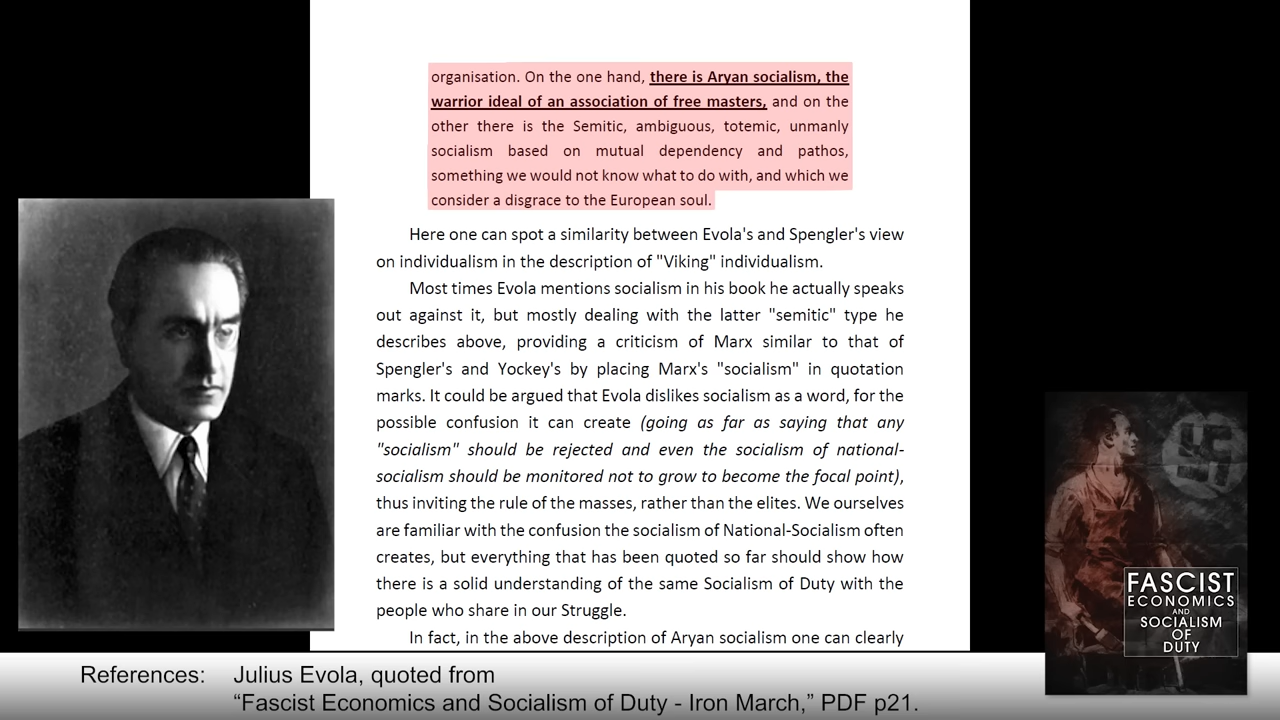 organisation. On the one hand, there is Aryan socialism, the
warrior ideal of an association of free masters, and on the
other there is the Semitic, ambiguous, totemic, unmanly
socialism based on mutual dependency and pathos,
something we would not know what to do with, and which we
consider a disgrace to the European soul.
Here one can spot a similarity between Evola's and Spengler's view
on individualism in the description of "Viking" individualism.
Most times Evola mentions socialism in his book he actually speaks
out against it, but mostly dealing with the latter "semitic" type he
describes above, providing a criticism of Marx similar to that of
Spengler's and Yockey's by placing Marx's "socialism" in quotation
marks. It could be argued that Evola dislikes socialism as a word, for the
possible confusion it can create (going as far as saying that any
"socialism" should be rejected and even the socialism of national-
socialism should be monitored not to grow to become the focal point),
thus inviting the rule of the masses, rather than the elites. We ourselves
are familiar with the confusion the socialism of National-Socialism often
creates, but everything that has been quoted so far should show how
there is a solid understanding of the same Socialism of Duty with the
people who share in our Struggle.
In fact, in the above description of Aryan socialism one can clearly
FASCIST
ECONOMICS
AND
SOCIALISM
OF
DUTY
References: Julius Evola, quoted from
“Fascist Economics and Socialism of Duty - Iron March,” PDF p21.